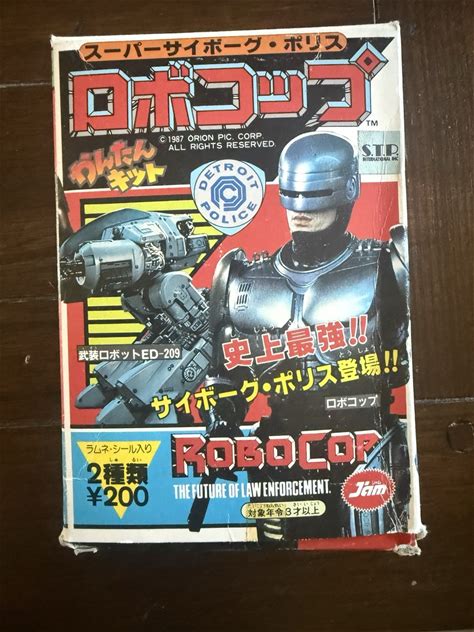 スーパーサイボーグ・ポリス
ロボコップ
TM
© 1987 ORION PIC. CORP.
ALL RIGHTS RESERVED.
S.T.P.
INTERNATIONAL INC.
かんたん
キット
DETROIT
POLICE
史上最強!!
サイボーグ・ポリス登場!!
武装ロボットED-209
ロボコップ
ラムネ・シール入り
2種類
¥200
ROBOCOP
THE FUTURE OF LAW ENFORCEMENT.
Jam
対象年令3才以上